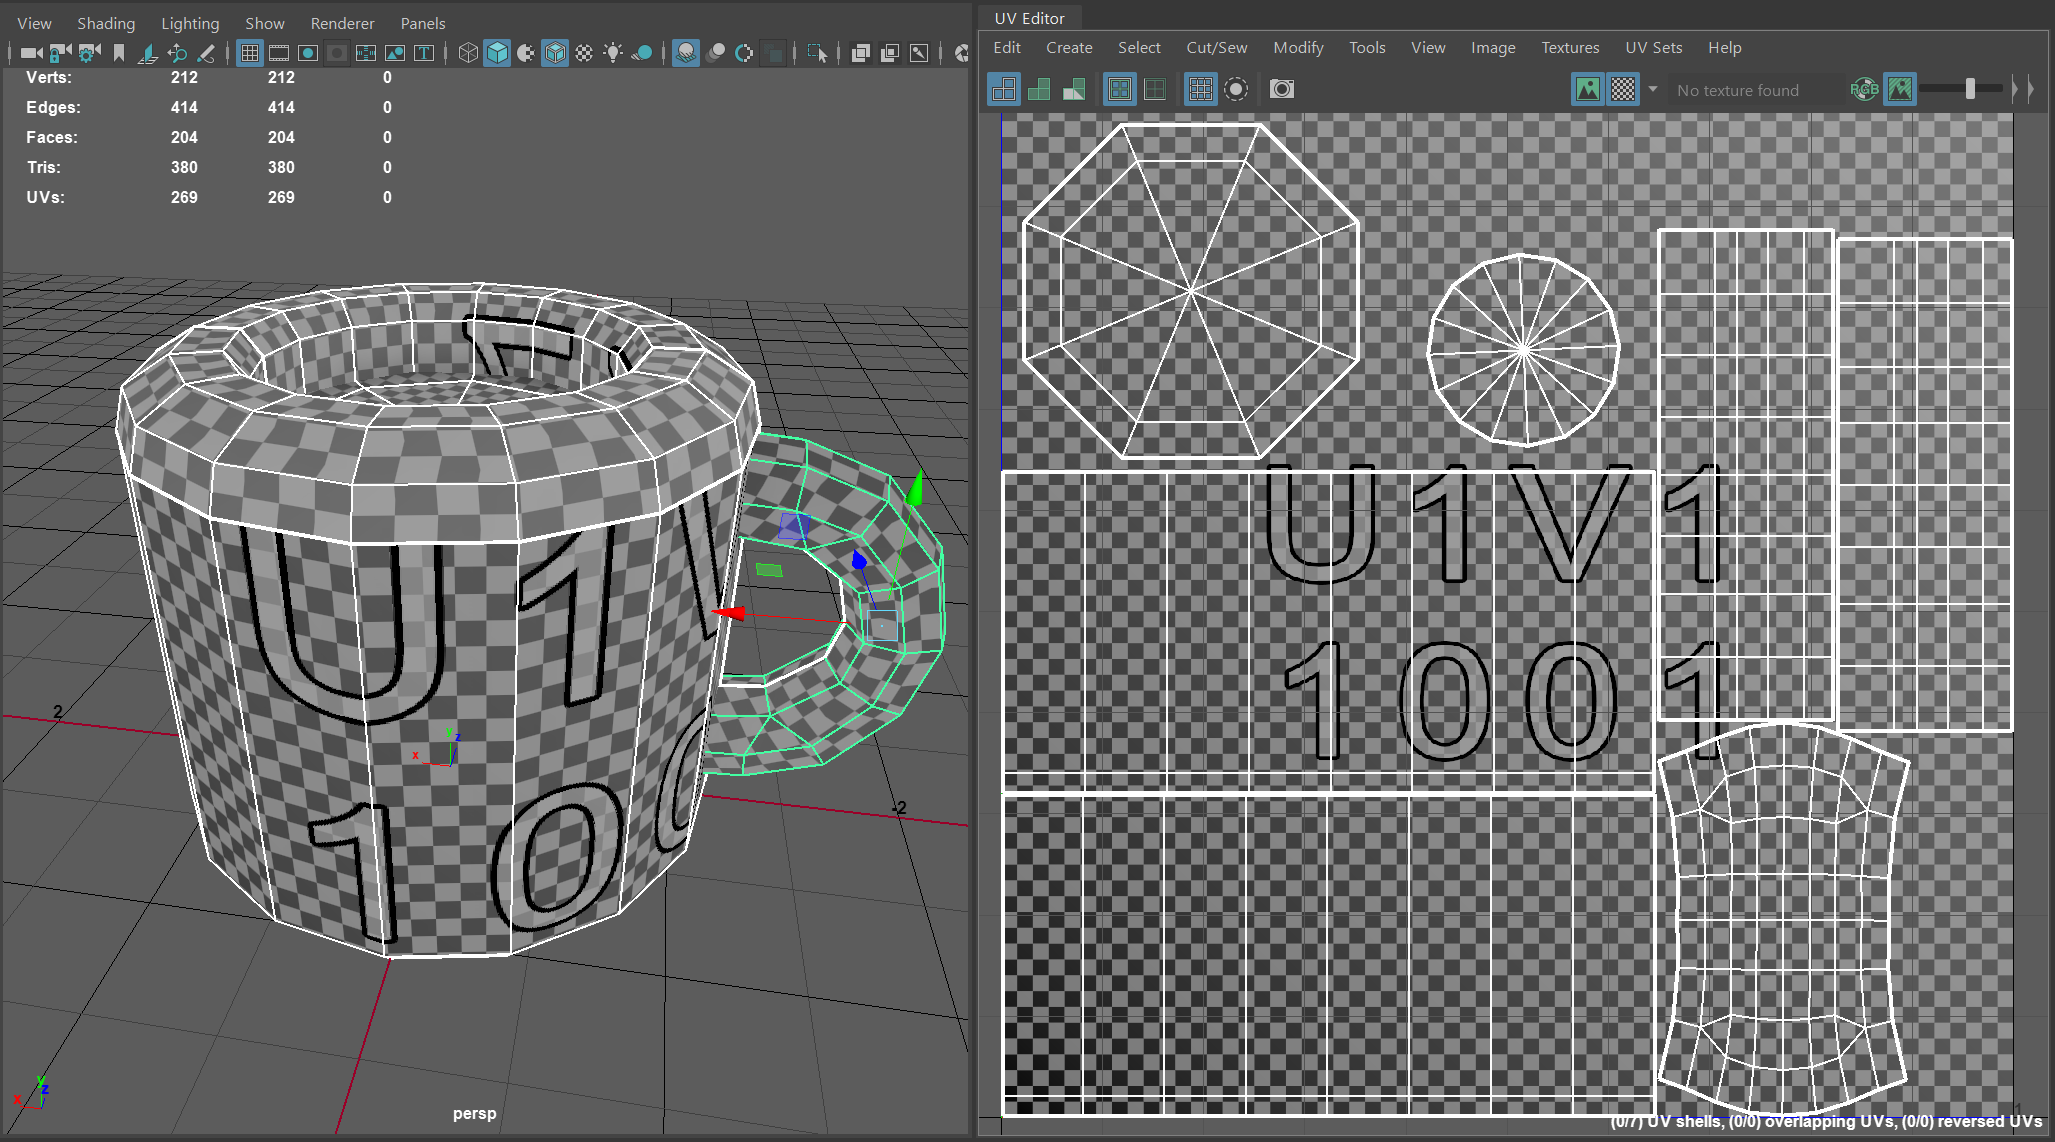 View Shading Lighting Show Renderer Panels
Verts: 212 212 0
Edges: 414 414 0
Faces: 204 204 0
Tris: 380 380 0
UVs: 269 269 0
U1V
100
2
-2
x y z
x y z
persp
UV Editor
Edit Create Select Cut/Sew Modify Tools View Image Textures UV Sets Help
No texture found
RGB
U1V1
1001
1
(0/7) UV shells, (0/0) overlapping UVs, (0/0) reversed UVs